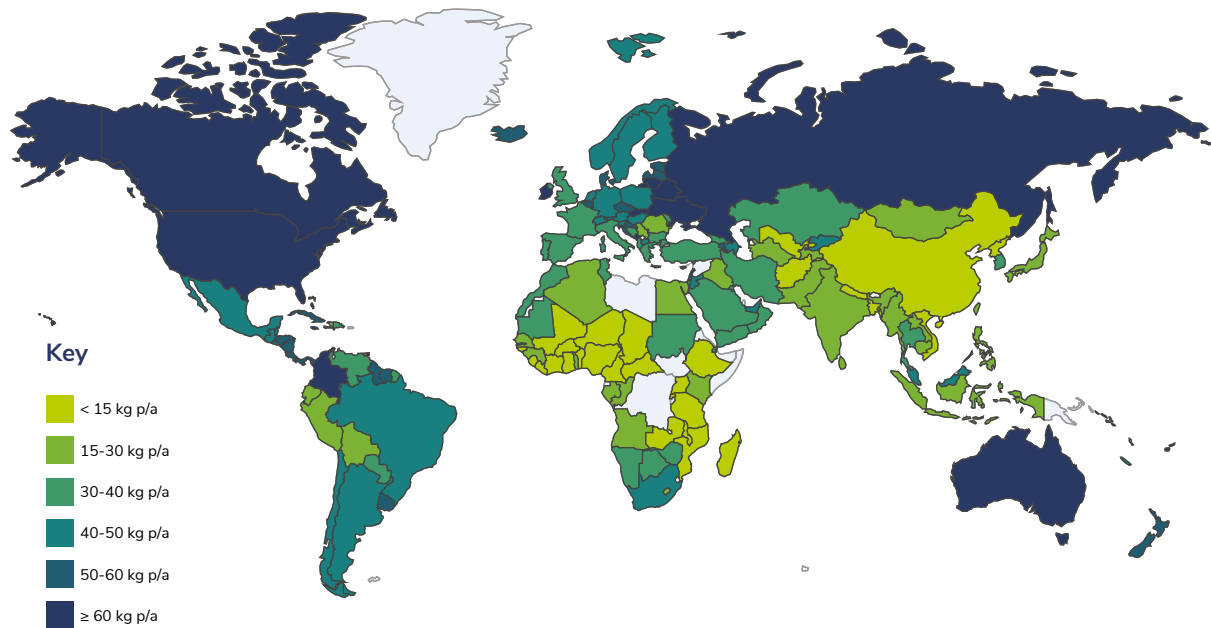 Key
< 15 kg p/a
15-30 kg p/a
30-40 kg p/a
40-50 kg p/a
50-60 kg p/a
≥ 60 kg p/a